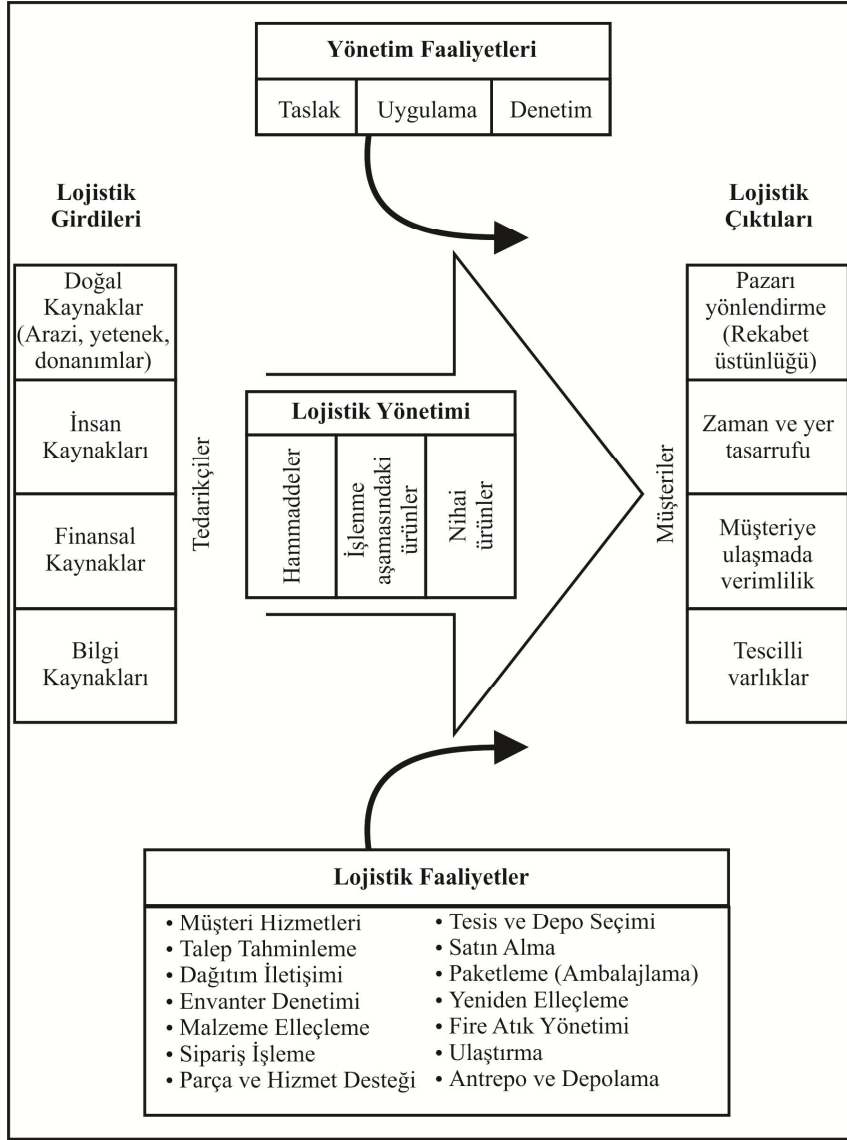 Yönetim Faaliyetleri
Taslak
Uygulama
Denetim
Lojistik
Girdileri
Doğal
Kaynaklar
(Arazi, yetenek,
donanımlar)
İnsan
Kaynakları
Finansal
Kaynaklar
Bilgi
Kaynakları
Tedarikçiler
Lojistik Yönetimi
Hammaddeler
İşlenme
aşamasındaki
ürünler
Nihai
ürünler
Müşteriler
Lojistik
Çıktıları
Pazarı
yönlendirme
(Rekabet
üstünlüğü)
Zaman ve yer
tasarrufu
Müşteriye
ulaşmada
verimlilik
Tescilli
varlıklar
Lojistik Faaliyetler
• Müşteri Hizmetleri
• Talep Tahminleme
• Dağıtım İletişimi
• Envanter Denetimi
• Malzeme Elleçleme
• Sipariş İşleme
• Parça ve Hizmet Desteği
• Tesis ve Depo Seçimi
• Satın Alma
• Paketleme (Ambalajlama)
• Yeniden Elleçleme
• Fire Atık Yönetimi
• Ulaştırma
• Antrepo ve Depolama